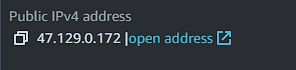 Public IPv4 address
47.129.0.172 |open address